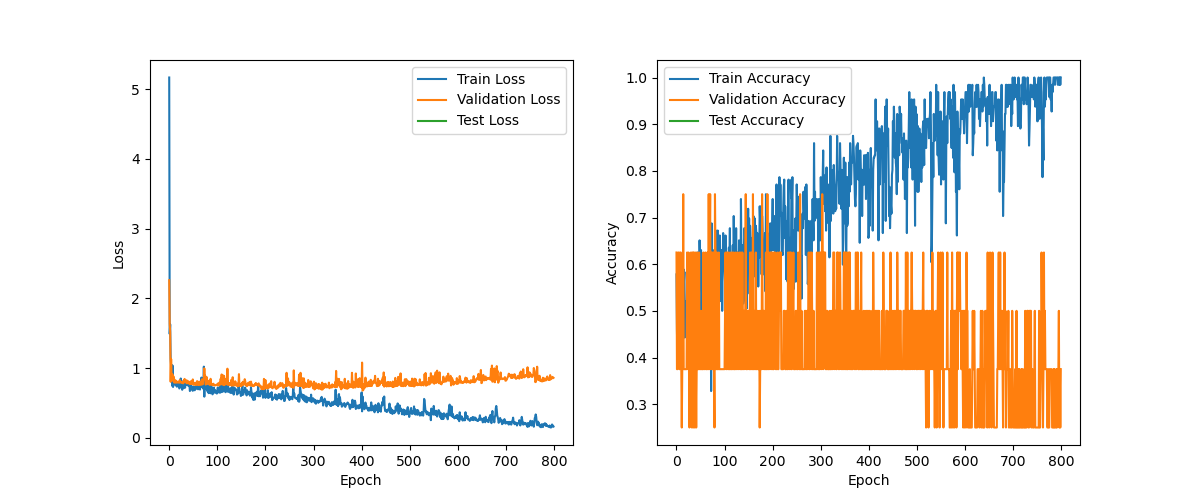 Train Loss
Validation Loss
Test Loss
5
4
3
2
1
0
Loss
0 100 200 300 400 500 600 700 800
Epoch
Train Accuracy
Validation Accuracy
Test Accuracy
1.0
0.9
0.8
0.7
0.6
0.5
0.4
0.3
Accuracy
0 100 200 300 400 500 600 700 800
Epoch